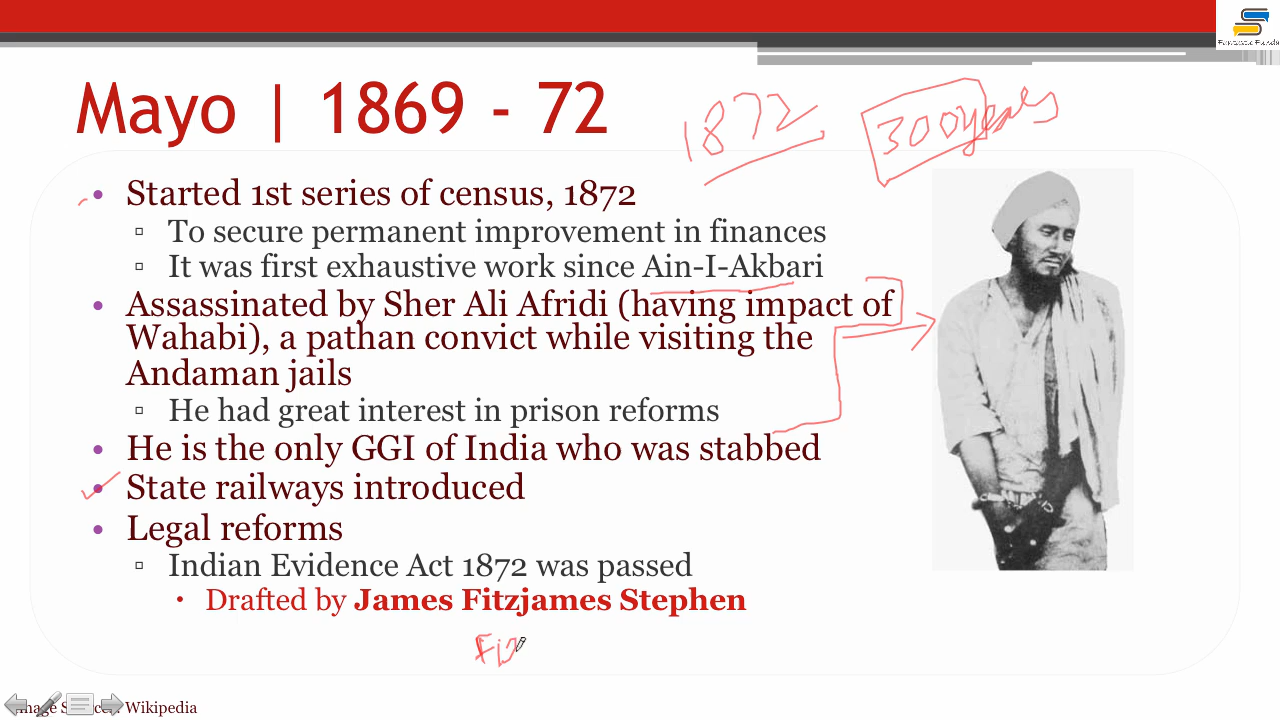 Fantastic Funda
Mayo | 1869 - 72
1872
300 years
• Started 1st series of census, 1872
▫ To secure permanent improvement in finances
▫ It was first exhaustive work since Ain-I-Akbari
• Assassinated by Sher Ali Afridi (having impact of
Wahabi), a pathan convict while visiting the
Andaman jails
▫ He had great interest in prison reforms
• He is the only GGI of India who was stabbed
• State railways introduced
• Legal reforms
▫ Indian Evidence Act 1872 was passed
▪ Drafted by James Fitzjames Stephen
Wikipedia